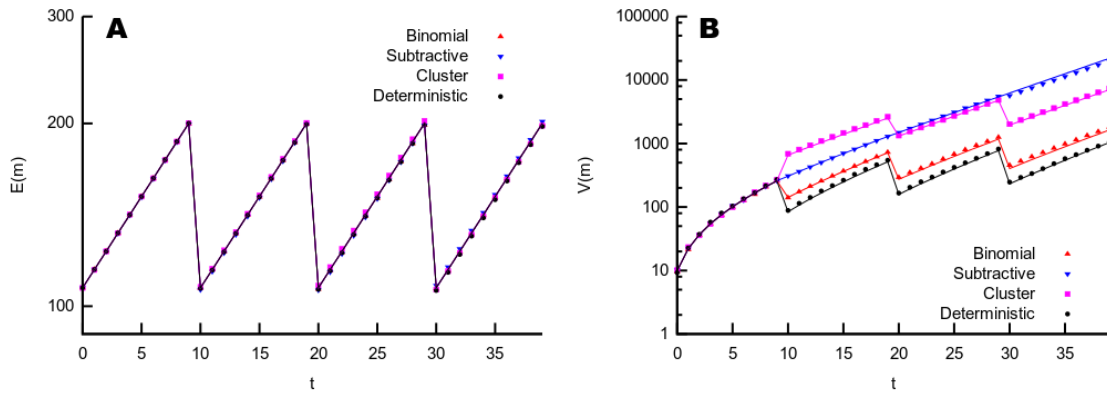 A
300
200
100
E(m)
Binomial
Subtractive
Cluster
Deterministic
0 5 10 15 20 25 30 35
t
B
100000
10000
1000
100
10
1
V(m)
Binomial
Subtractive
Cluster
Deterministic
0 5 10 15 20 25 30 35
t